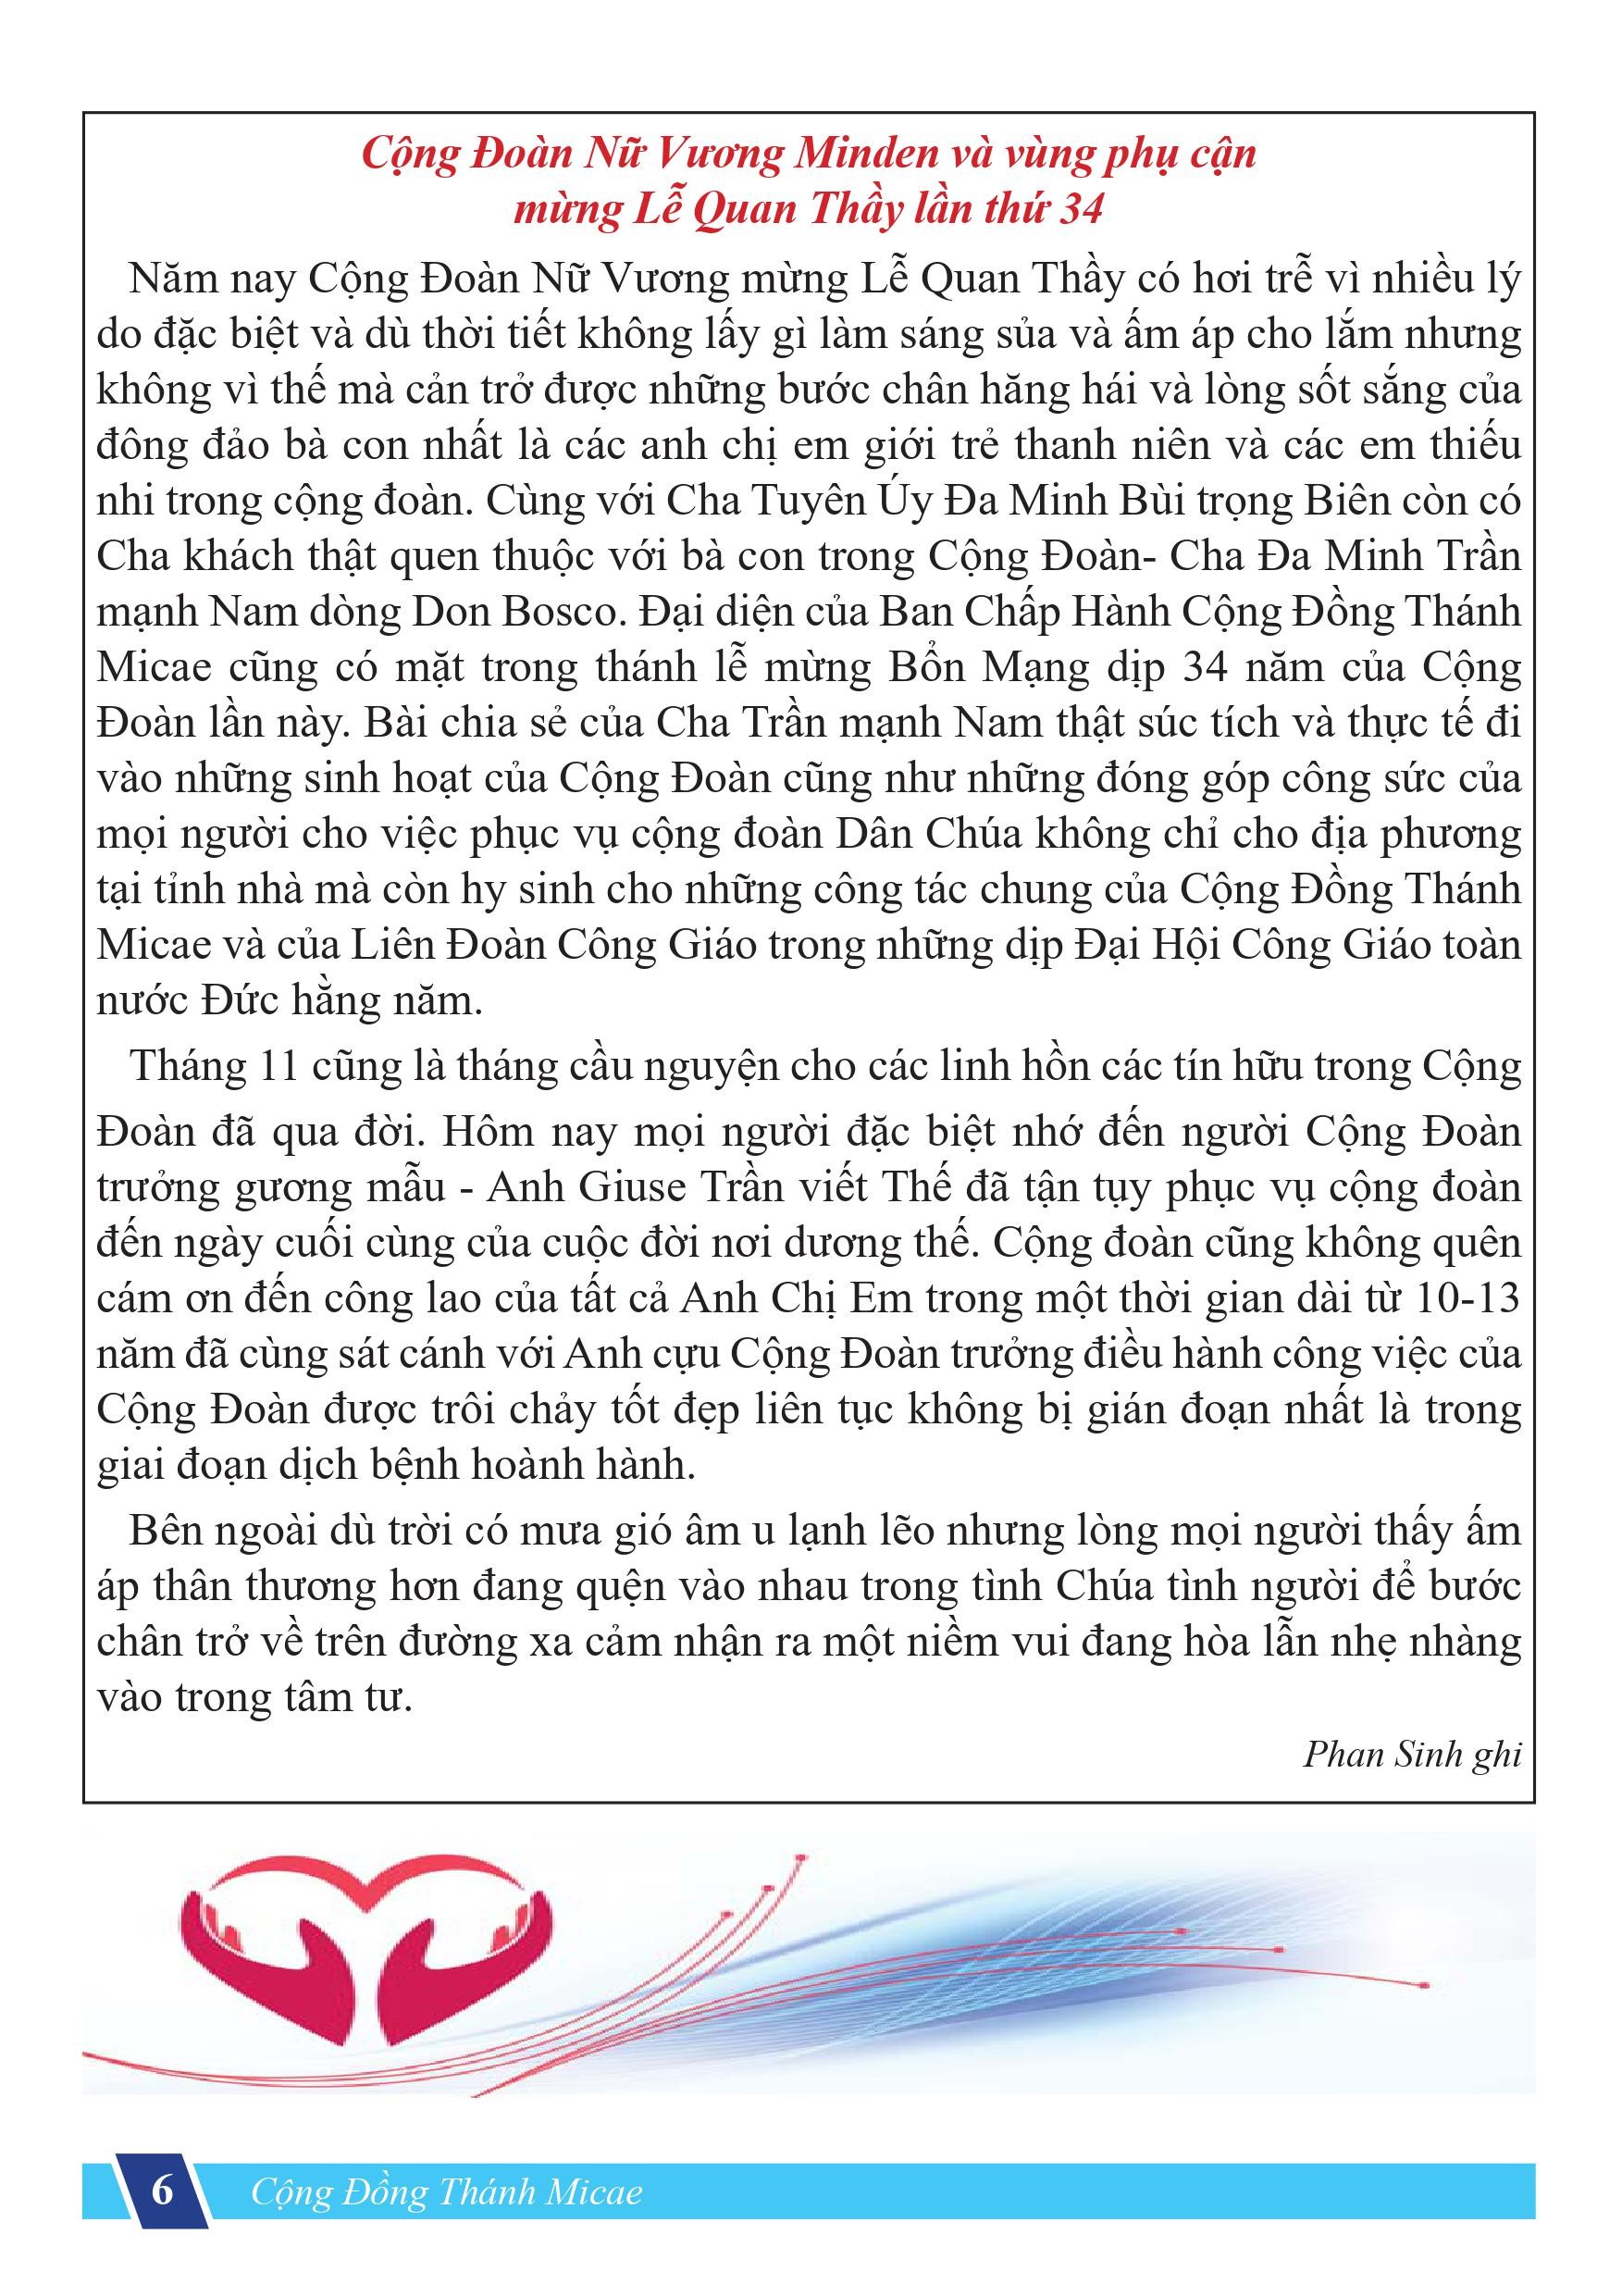 Cộng Đoàn Nữ Vương Minden và vùng phụ cận
mừng Lễ Quan Thầy lần thứ 34
Năm nay Cộng Đoàn Nữ Vương mừng Lễ Quan Thầy có hơi trễ vì nhiều lý
do đặc biệt và dù thời tiết không lấy gì làm sáng sủa và ấm áp cho lắm nhưng
không vì thế mà cản trở được những bước chân hăng hái và lòng sốt sắng của
đông đảo bà con nhất là các anh chị em giới trẻ thanh niên và các em thiếu
nhi trong cộng đoàn. Cùng với Cha Tuyên Úy Đa Minh Bùi trọng Biên còn có
Cha khách thật quen thuộc với bà con trong Cộng Đoàn- Cha Đa Minh Trần
mạnh Nam dòng Don Bosco. Đại diện của Ban Chấp Hành Cộng Đồng Thánh
Micae cũng có mặt trong thánh lễ mừng Bổn Mạng dịp 34 năm của Cộng
Đoàn lần này. Bài chia sẻ của Cha Trần mạnh Nam thật súc tích và thực tế đi
vào những sinh hoạt của Cộng Đoàn cũng như những đóng góp công sức của
mọi người cho việc phục vụ cộng đoàn Dân Chúa không chỉ cho địa phương
tại tỉnh nhà mà còn hy sinh cho những công tác chung của Cộng Đồng Thánh
Micae và của Liên Đoàn Công Giáo trong những dịp Đại Hội Công Giáo toàn
nước Đức hằng năm.
Tháng 11 cũng là tháng cầu nguyện cho các linh hồn các tín hữu trong Cộng
Đoàn đã qua đời. Hôm nay mọi người đặc biệt nhớ đến người Cộng Đoàn
trưởng gương mẫu - Anh Giuse Trần viết Thế đã tận tụy phục vụ cộng đoàn
đến ngày cuối cùng của cuộc đời nơi dương thế. Cộng đoàn cũng không quên
cám ơn đến công lao của tất cả Anh Chị Em trong một thời gian dài từ 10-13
năm đã cùng sát cánh với Anh cựu Cộng Đoàn trưởng điều hành công việc của
Cộng Đoàn được trôi chảy tốt đẹp liên tục không bị gián đoạn nhất là trong
giai đoạn dịch bệnh hoành hành.
Bên ngoài dù trời có mưa gió âm u lạnh lẽo nhưng lòng mọi người thấy ấm
áp thân thương hơn đang quện vào nhau trong tình Chúa tình người để bước
chân trở về trên đường xa cảm nhận ra một niềm vui đang hòa lẫn nhẹ nhàng
vào trong tâm tư.
Phan Sinh ghi
6 Cộng Đồng Thánh Micae